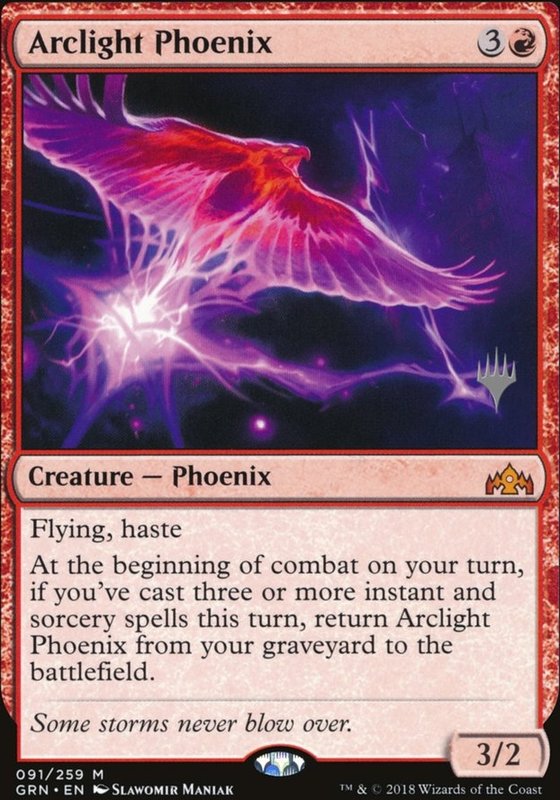 Arclight Phoenix 3
Creature — Phoenix
Flying, haste
At the beginning of combat on your turn,
if you've cast three or more instant and
sorcery spells this turn, return Arclight
Phoenix from your graveyard to the
battlefield.
Some storms never blow over.
3/2
091/259 M
GRN • EN SLAWOMIR MANIAK
™ & © 2018 Wizards of the Coast